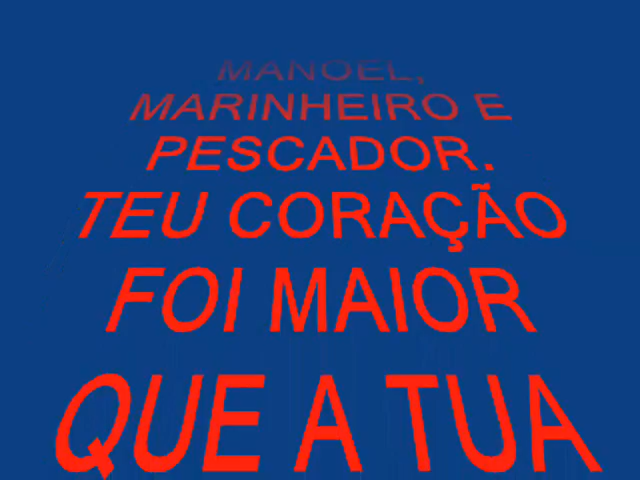 MANOEL,
MARINHEIRO E
PESCADOR.
TEU CORAÇÃO
FOI MAIOR
QUE A TUA